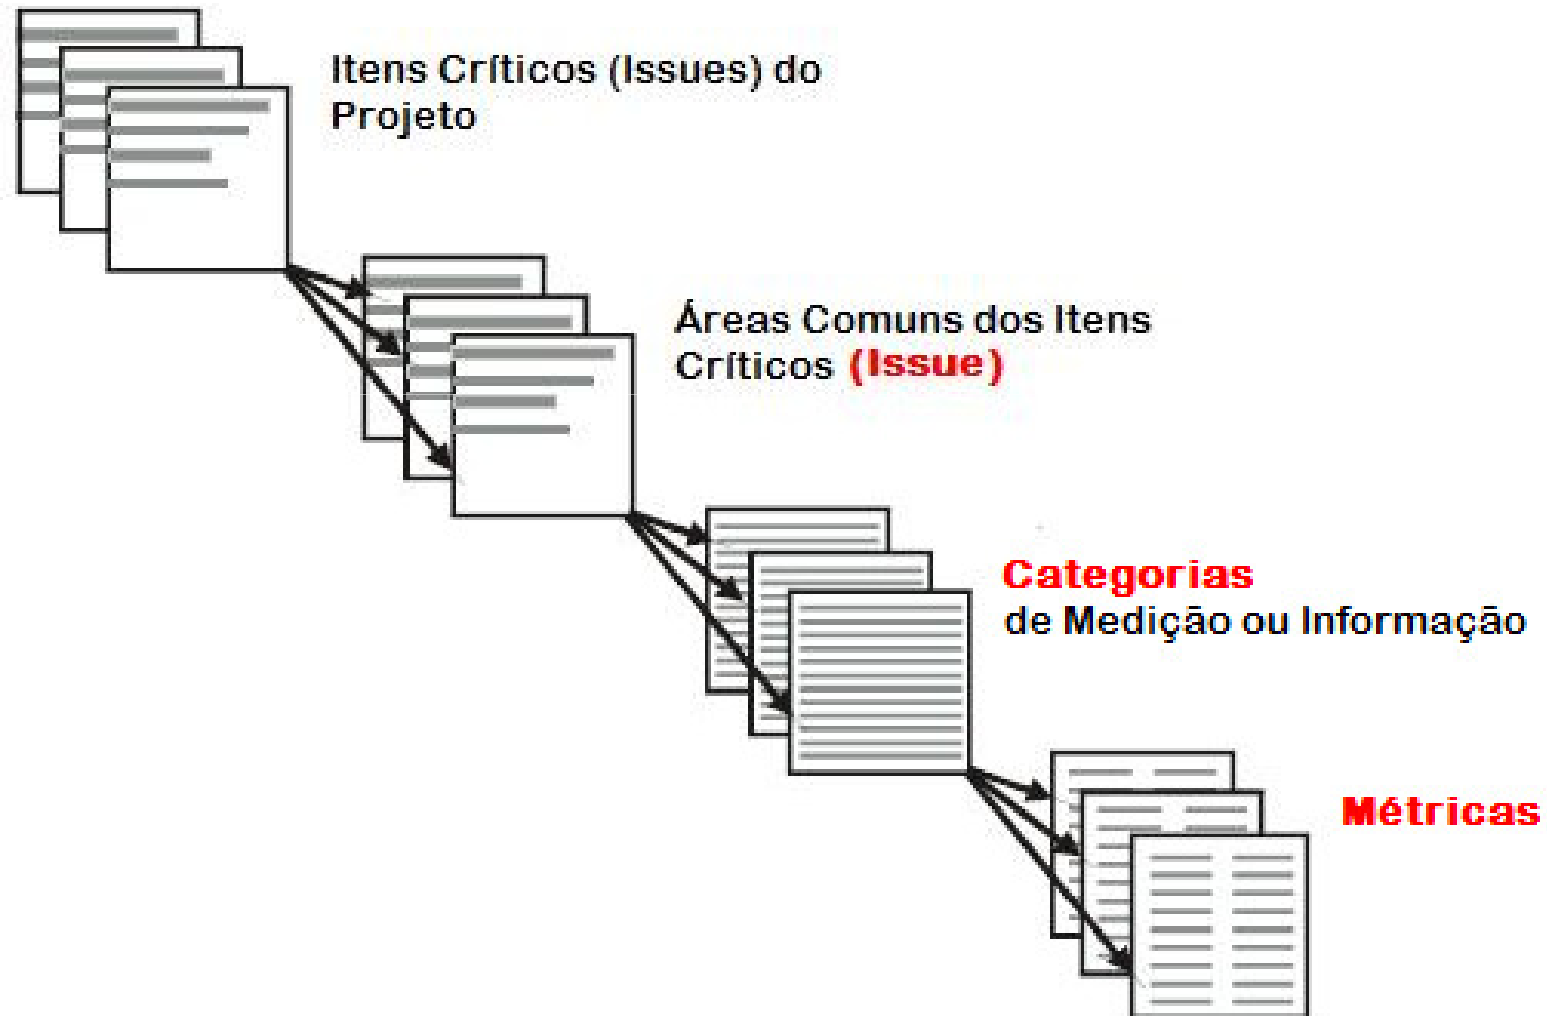 Itens Críticos (Issues) do
Projeto
Áreas Comuns dos Itens
Críticos (Issue)
Categorias
de Medição ou Informação
Métricas